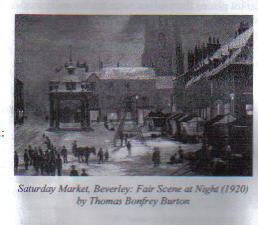 Saturday Market, Beverley: Fair Scene at Night (1920)
by Thomas Bonfrey Burton